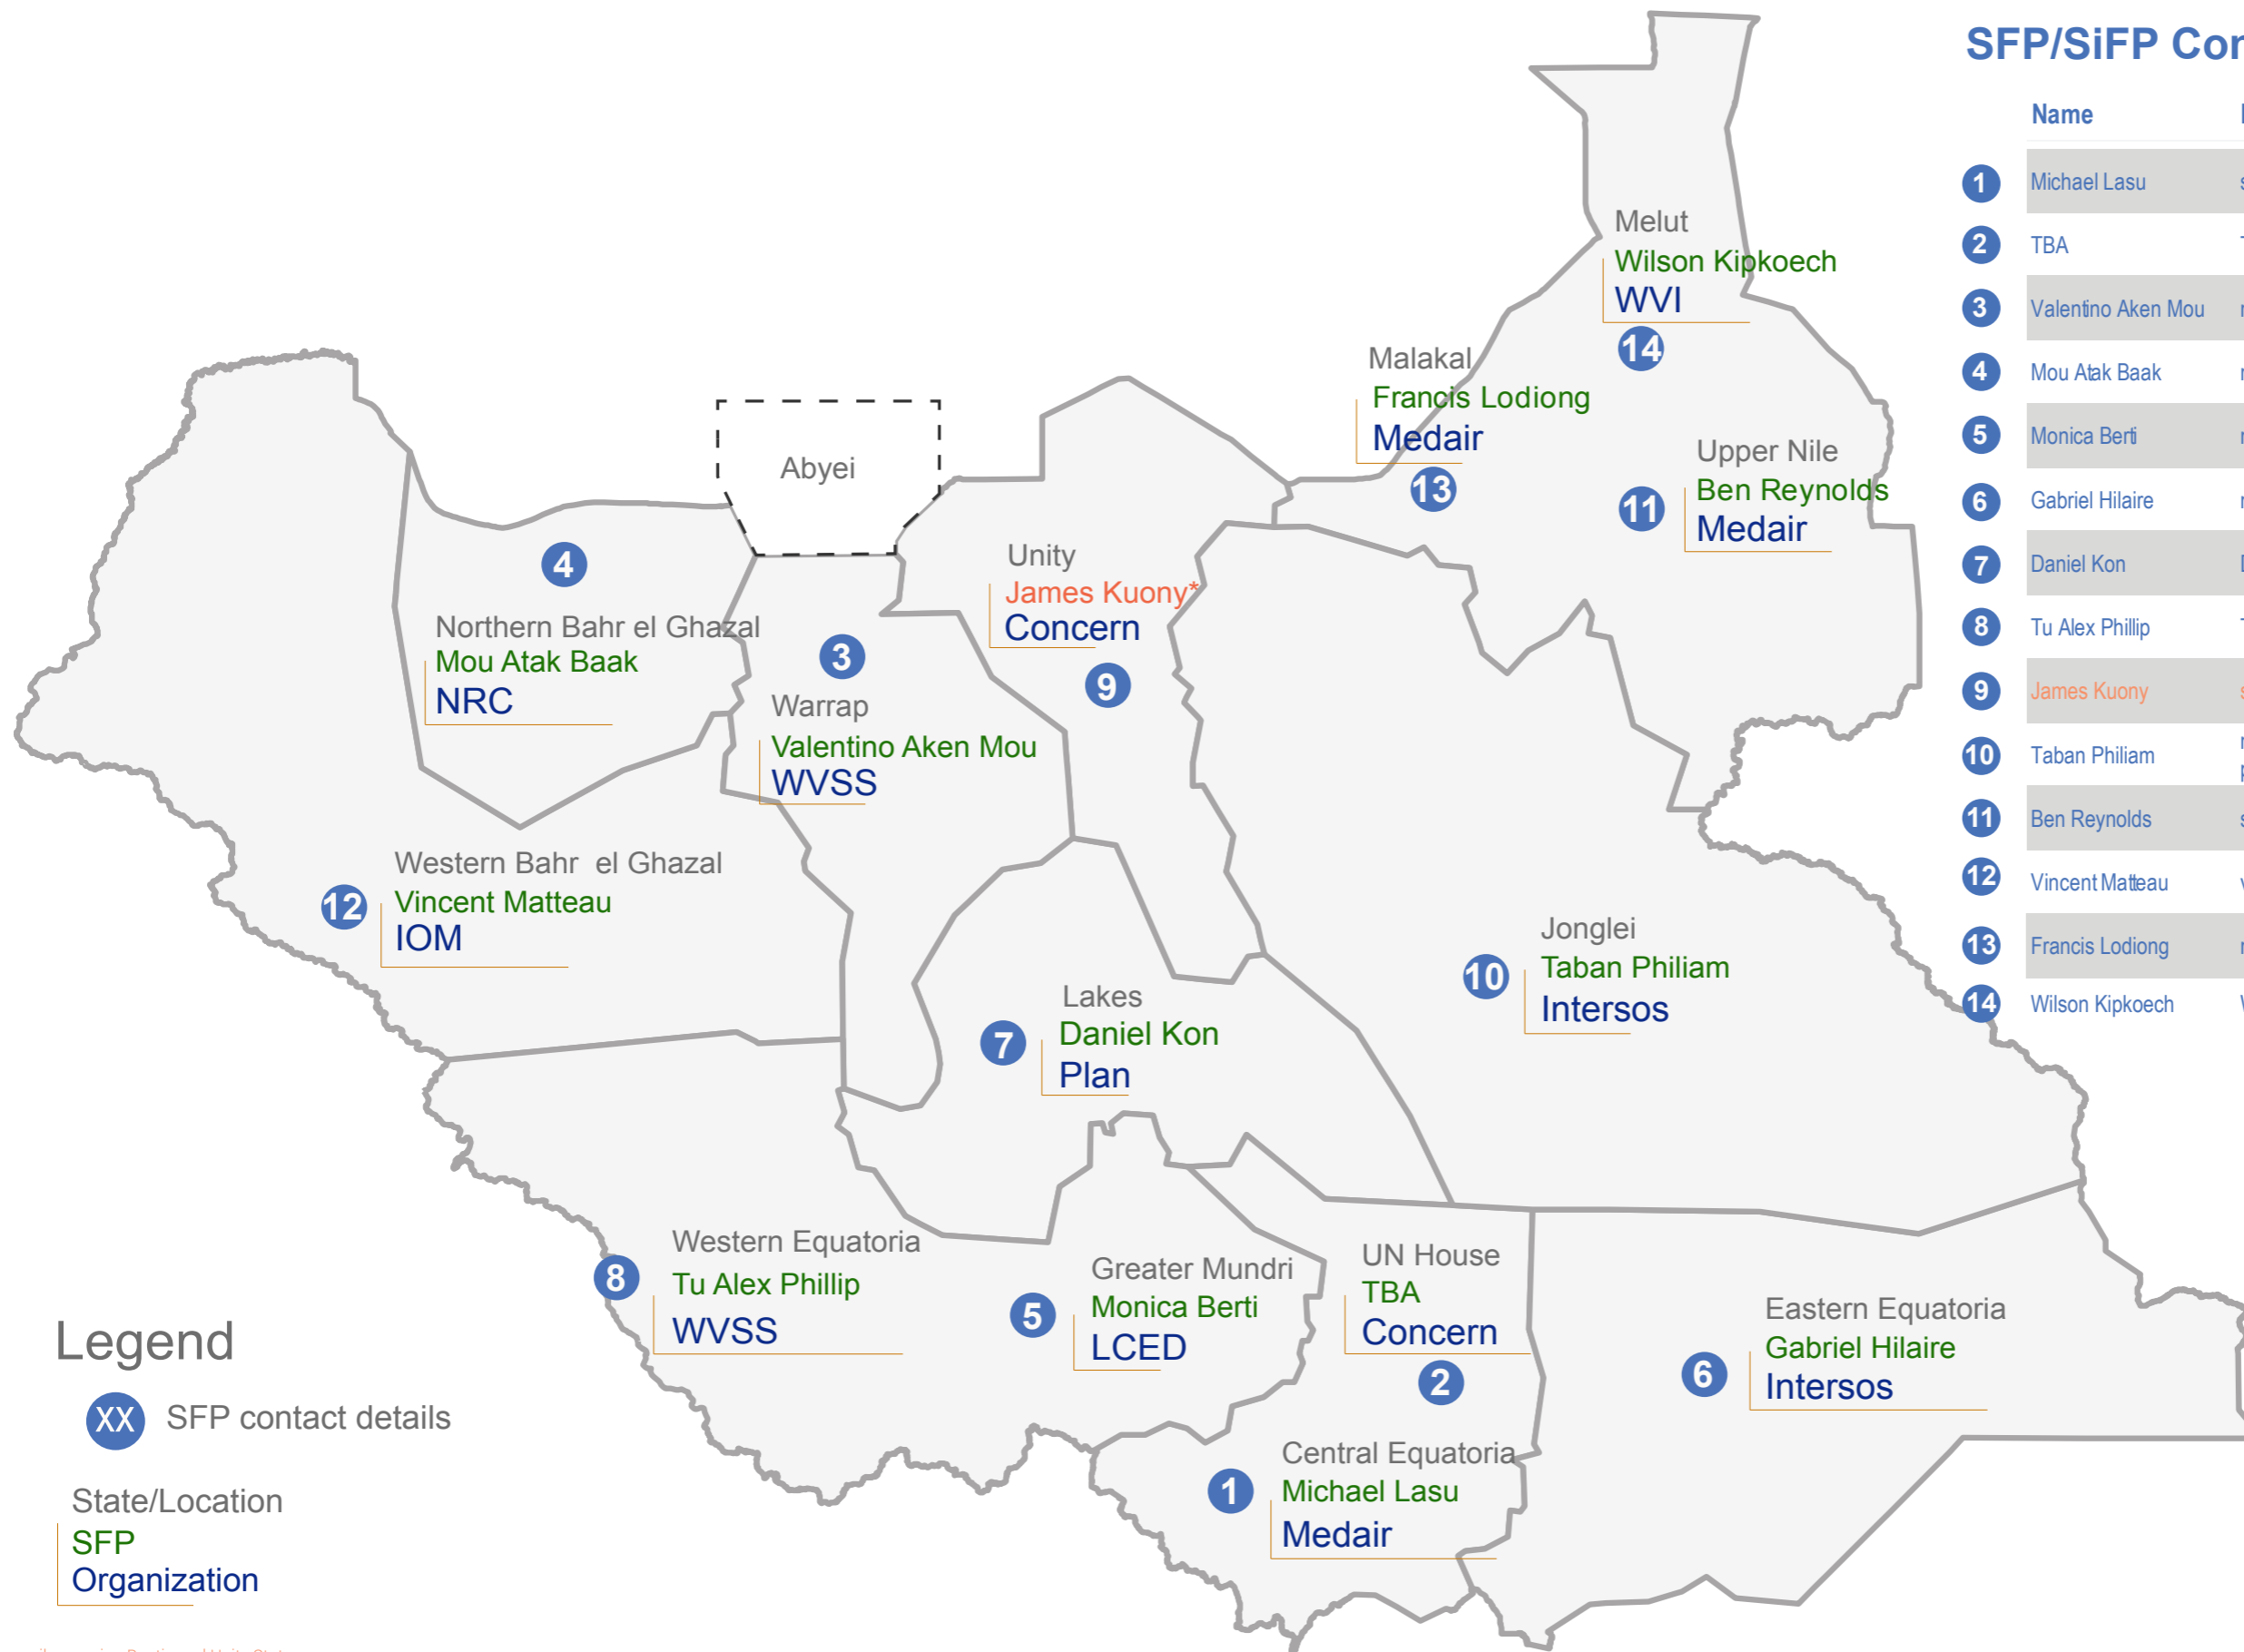 SFP/SiFP
Name
1 Michael Lasu
2 TBA
3 Valentino Aken Mou
4 Mou Atak Baak
5 Monica Berti
6 Gabriel Hilaire
7 Daniel Kon
8 Tu Alex Phillip
9 James Kuony
10 Taban Philiam
11 Ben Reynolds
12 Vincent Matteau
13 Francis Lodiong
14 Wilson Kipkoech
Melut
Wilson Kipkoech
WVI
14
Malakal
Francis Lodiong
Medair
13
Upper Nile
Ben Reynolds
Medair
11
Abyei
Unity
James Kuony*
Concern
9
4
Northern Bahr el Ghazal
Mou Atak Baak
NRC
3
Warrap
Valentino Aken Mou
WVSS
Western Bahr el Ghazal
Vincent Matteau
IOM
12
Jonglei
Taban Philiam
Intersos
10
Lakes
Daniel Kon
Plan
7
Western Equatoria
Tu Alex Phillip
WVSS
8
Greater Mundri
Monica Berti
LCED
5
UN House
TBA
Concern
2
Eastern Equatoria
Gabriel Hilaire
Intersos
6
Central Equatoria
Michael Lasu
Medair
1
Legend
XX SFP contact details
State/Location
SFP
Organization